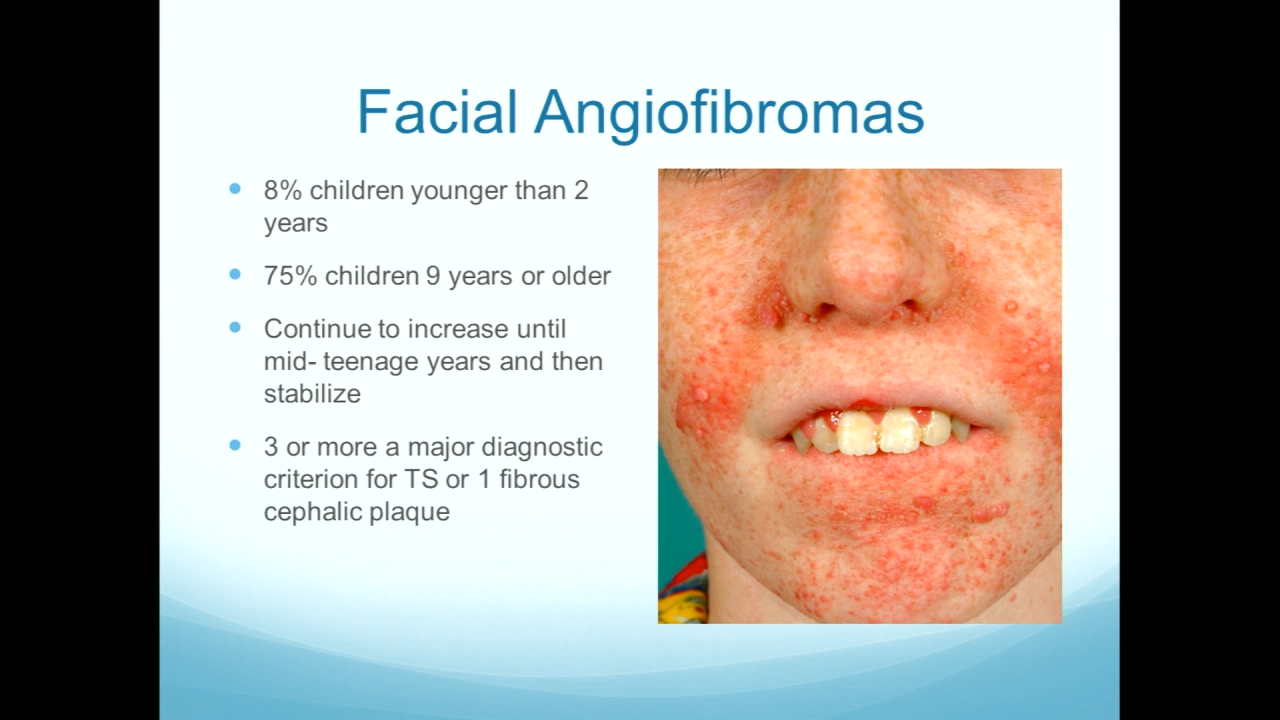 Facial Angiofibromas
8% children younger than 2
years
75% children 9 years or older
Continue to increase until
mid- teenage years and then
stabilize
3 or more a major diagnostic
criterion for TS or 1 fibrous
cephalic plaque